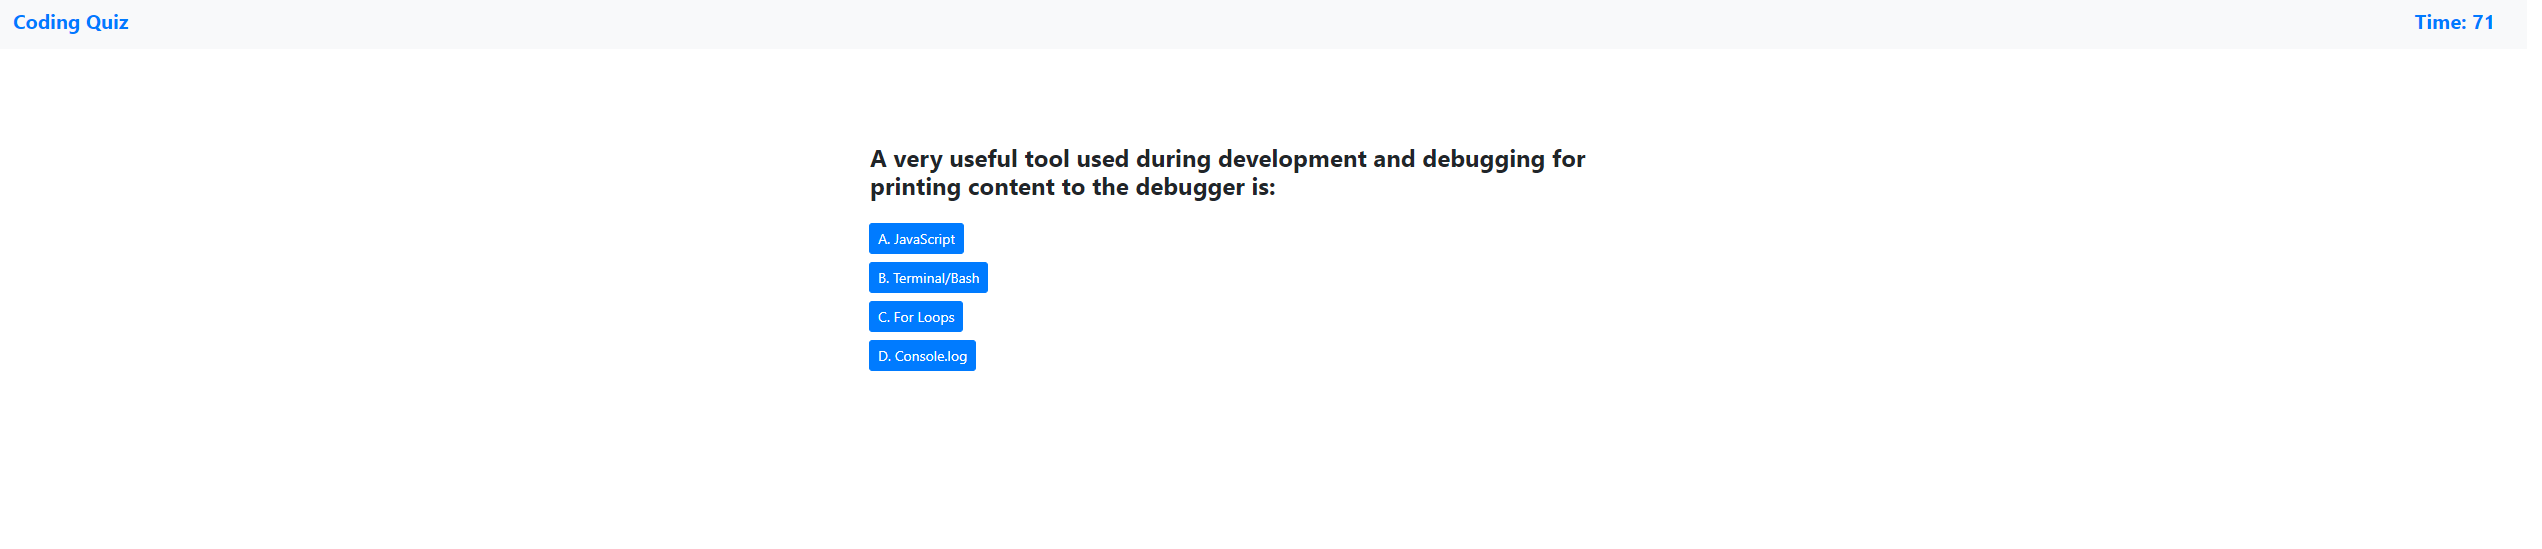 Coding Quiz
Time: 71
A very useful tool used during development and debugging for
printing content to the debugger is:
A. JavaScript
B. Terminal/Bash
C. For Loops
D. Console.log